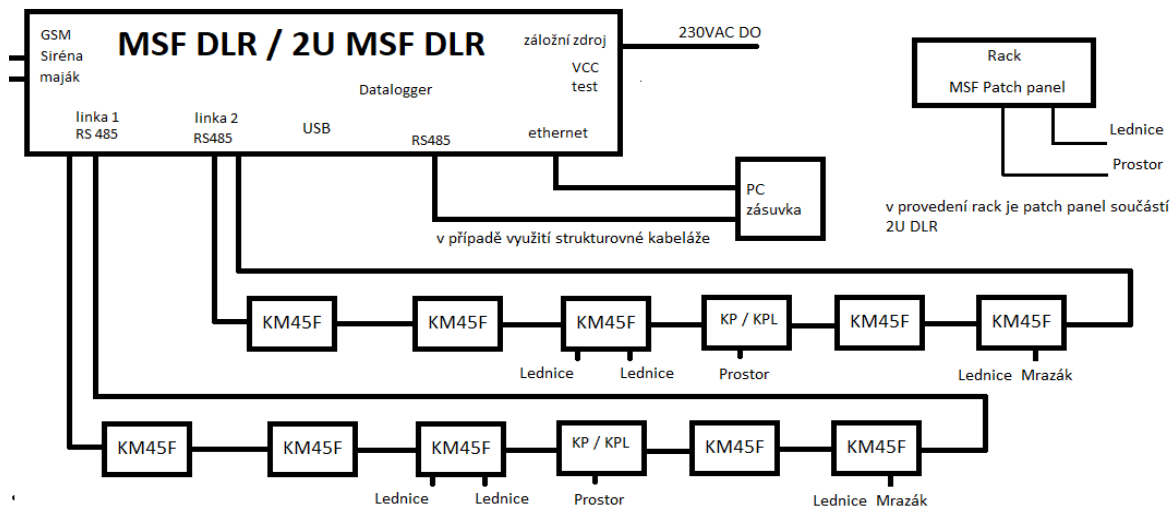 GSM
Siréna
maják
MSF DLR / 2U MSF DLR
záložní zdroj
VCC
test
230VAC DO
Datalogger
linka 1
RS 485
linka 2
RS485
USB
RS485
ethernet
Rack
MSF Patch panel
Lednice
Prostor
PC
zásuvka
v provedení rack je patch panel součástí
2U DLR
v případě využití strukturovné kabeláže
KM45F
KM45F
KM45F
KP / KPL
KM45F
KM45F
Lednice
Lednice
Prostor
Lednice Mrazák
KM45F
KM45F
KM45F
KP / KPL
KM45F
KM45F
Lednice
Lednice
Prostor
Lednice Mrazák